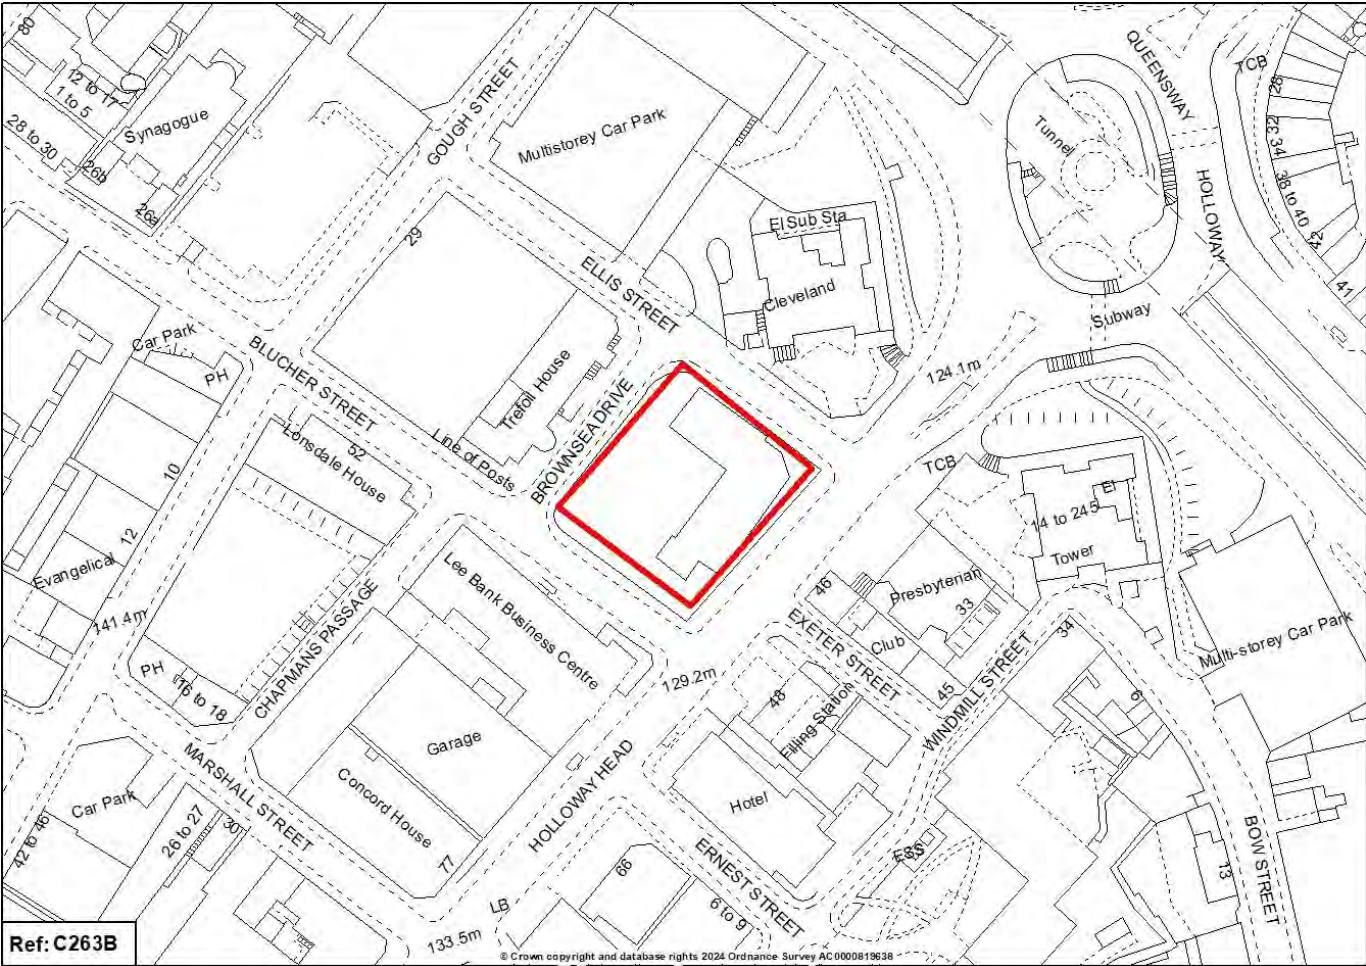 80
12 to 17
1 to 5
28 to 30
Synagogue
26b
26a
GOUGH STREET
Multistorey Car Park
QUEENSWAY
TCB
28
32
34
38 to 40
42
41
Tunnel
HOLLOWAY
29
El Sub Sta
ELLIS STREET
Cleveland
Subway
Car Park
PH
BLUCHER STREET
Trefoil House
BROWNSEA DRIVE
124.1m
Lonsdale House
52
Line of Posts
TCB
10
12
Evangelical
141.4m
14 to 245
El
Tower
Lee Bank Business Centre
CHAPMANS PASSAGE
46
Presbyterian
33
EXETER STREET
Club
45
WINDMILL STREET
34
6
Multi-storey Car Park
PH
16 to 18
129.2m
48
Filling Station
Garage
MARSHALL STREET
Concord House
77
HOLLOWAY HEAD
Hotel
Car Park
42 to 46
26 to 27
30
66
ERNEST STREET
6 to 9
ESS
13
BOW STREET
LB
133.5m
Ref: C263B
© Crown copyright and database rights 2024 Ordnance Survey AC0000819638